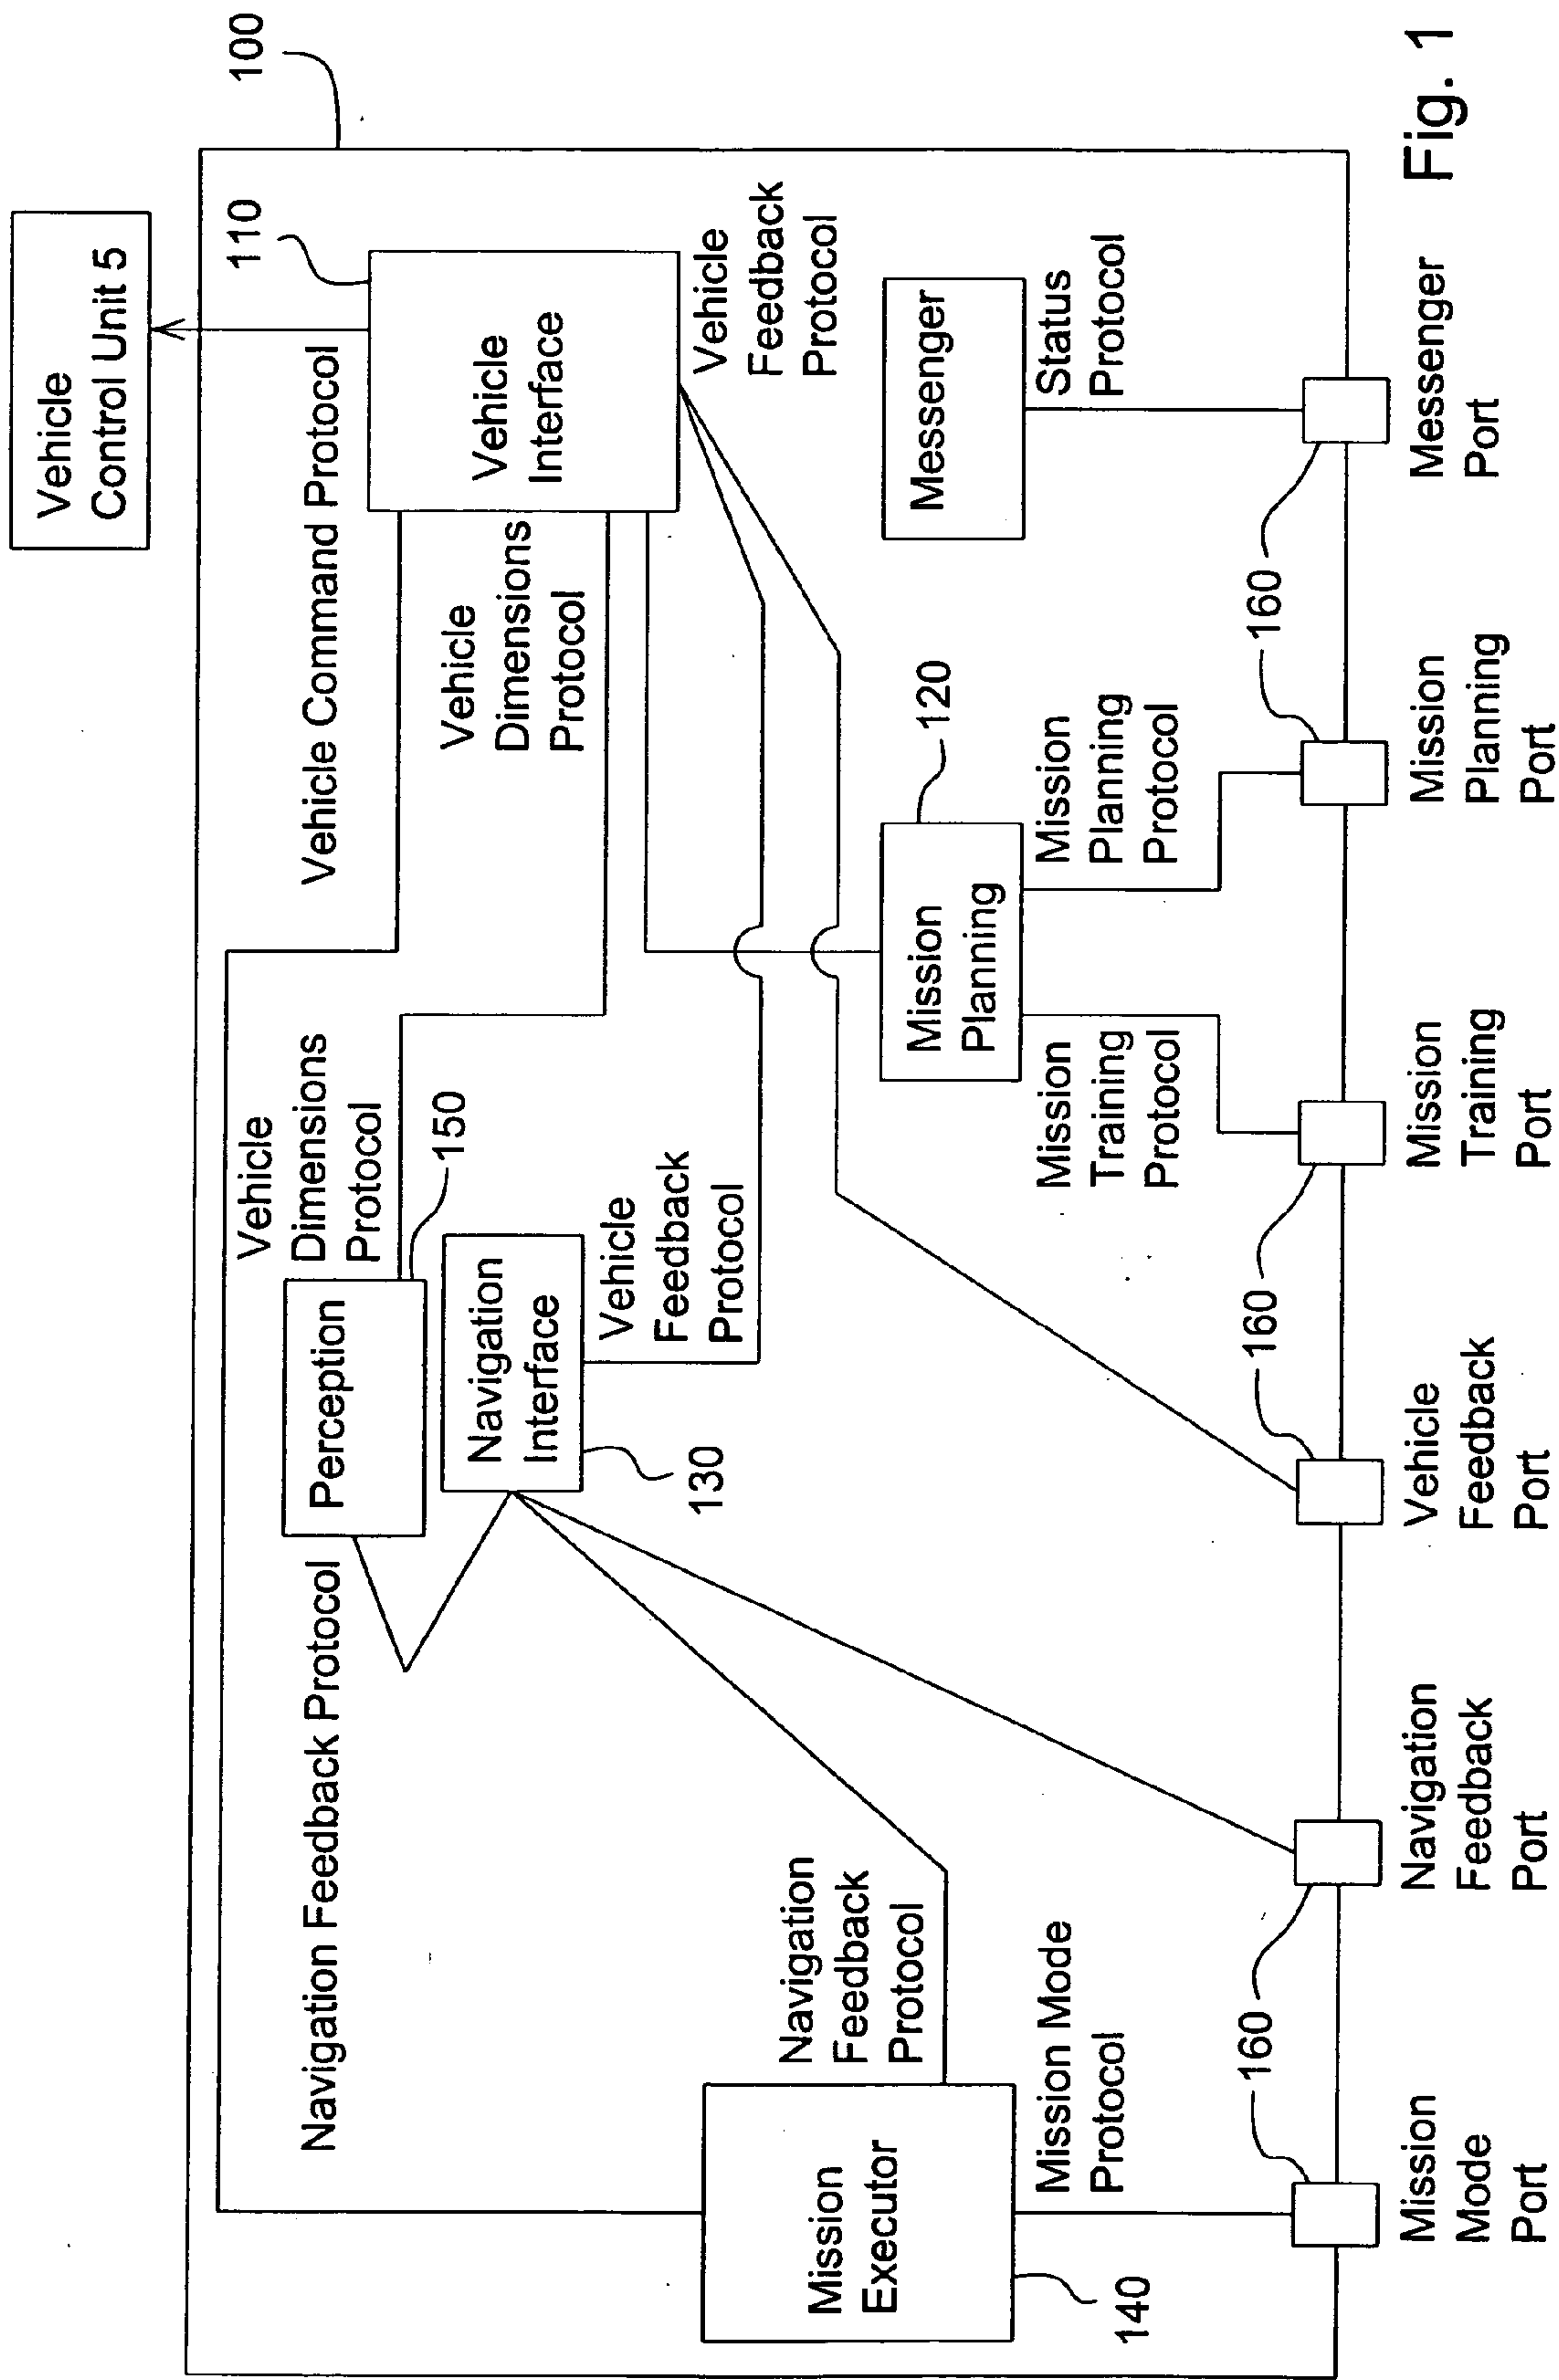 Vehicle
Control Unit 5
100
110
Vehicle Command Protocol
Vehicle
Interface
Vehicle
Dimensions
Protocol
Vehicle
Feedback
Protocol
Vehicle
Dimensions
Protocol
Perception
150
Navigation Feedback Protocol
Navigation
Interface
130
Vehicle
Feedback
Protocol
Messenger
Status
Protocol
Mission
Planning
120
Mission
Planning
Protocol
Mission
Training
Protocol
Navigation
Feedback
Protocol
Mission
Executor
140
Mission Mode
Protocol
160
160
160
Mission
Mode
Port
Navigation
Feedback
Port
Vehicle
Feedback
Port
Mission
Training
Port
Mission
Planning
Port
Messenger
Port
Fig. 1